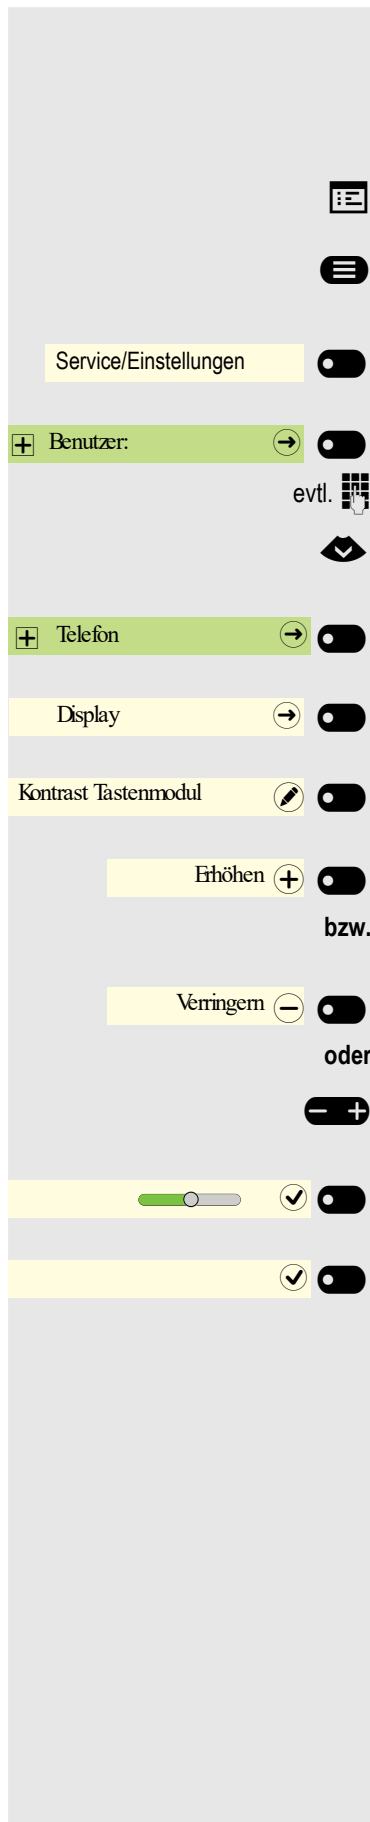 Service/Einstellungen
Benutzer:
evtl.
Telefon
Display
Kontrast Tastenmodul
Erhöhen
bzw.
Verringern
oder